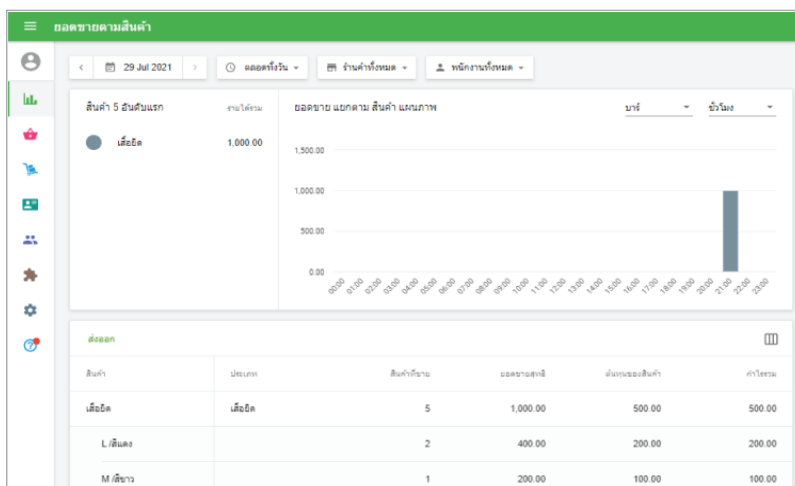 ยอดขายตามสินค้า
29 Jul 2021 ตลอดทั้งวัน ร้านค้าทั้งหมด พนักงานทั้งหมด
สินค้า 5 อันดับแรก รายได้รวม
เสื้อยืด 1,000.00
ยอดขาย แยกตาม สินค้า แผนภาพ บาร์ ชั่วโมง
1,500.00
1,000.00
500.00
0.00
00:00 01:00 02:00 03:00 04:00 05:00 06:00 07:00 08:00 09:00 10:00 11:00 12:00 13:00 14:00 15:00 16:00 17:00 18:00 19:00 20:00 21:00 22:00 23:00
ส่งออก
สินค้า ประเภท สินค้าที่ขาย ยอดขายสุทธิ ต้นทุนของสินค้า กำไรรวม
เสื้อยืด เสื้อยืด 5 1,000.00 500.00 500.00
L /สีแดง 2 400.00 200.00 200.00
M /สีขาว 1 200.00 100.00 100.00